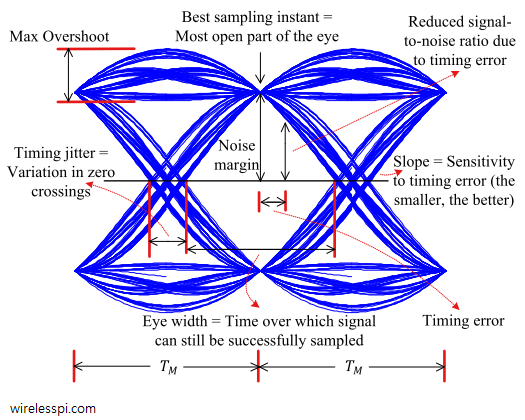 Best sampling instant =
Most open part of the eye
Max Overshoot
Reduced signal-
to-noise ratio due
to timing error
Noise
margin
Timing jitter =
Variation in zero
crossings
Slope = Sensitivity
to timing error (the
smaller, the better)
Eye width = Time over which signal
can still be successfully sampled
Timing error
T_M
T_M
wirelesspi.com